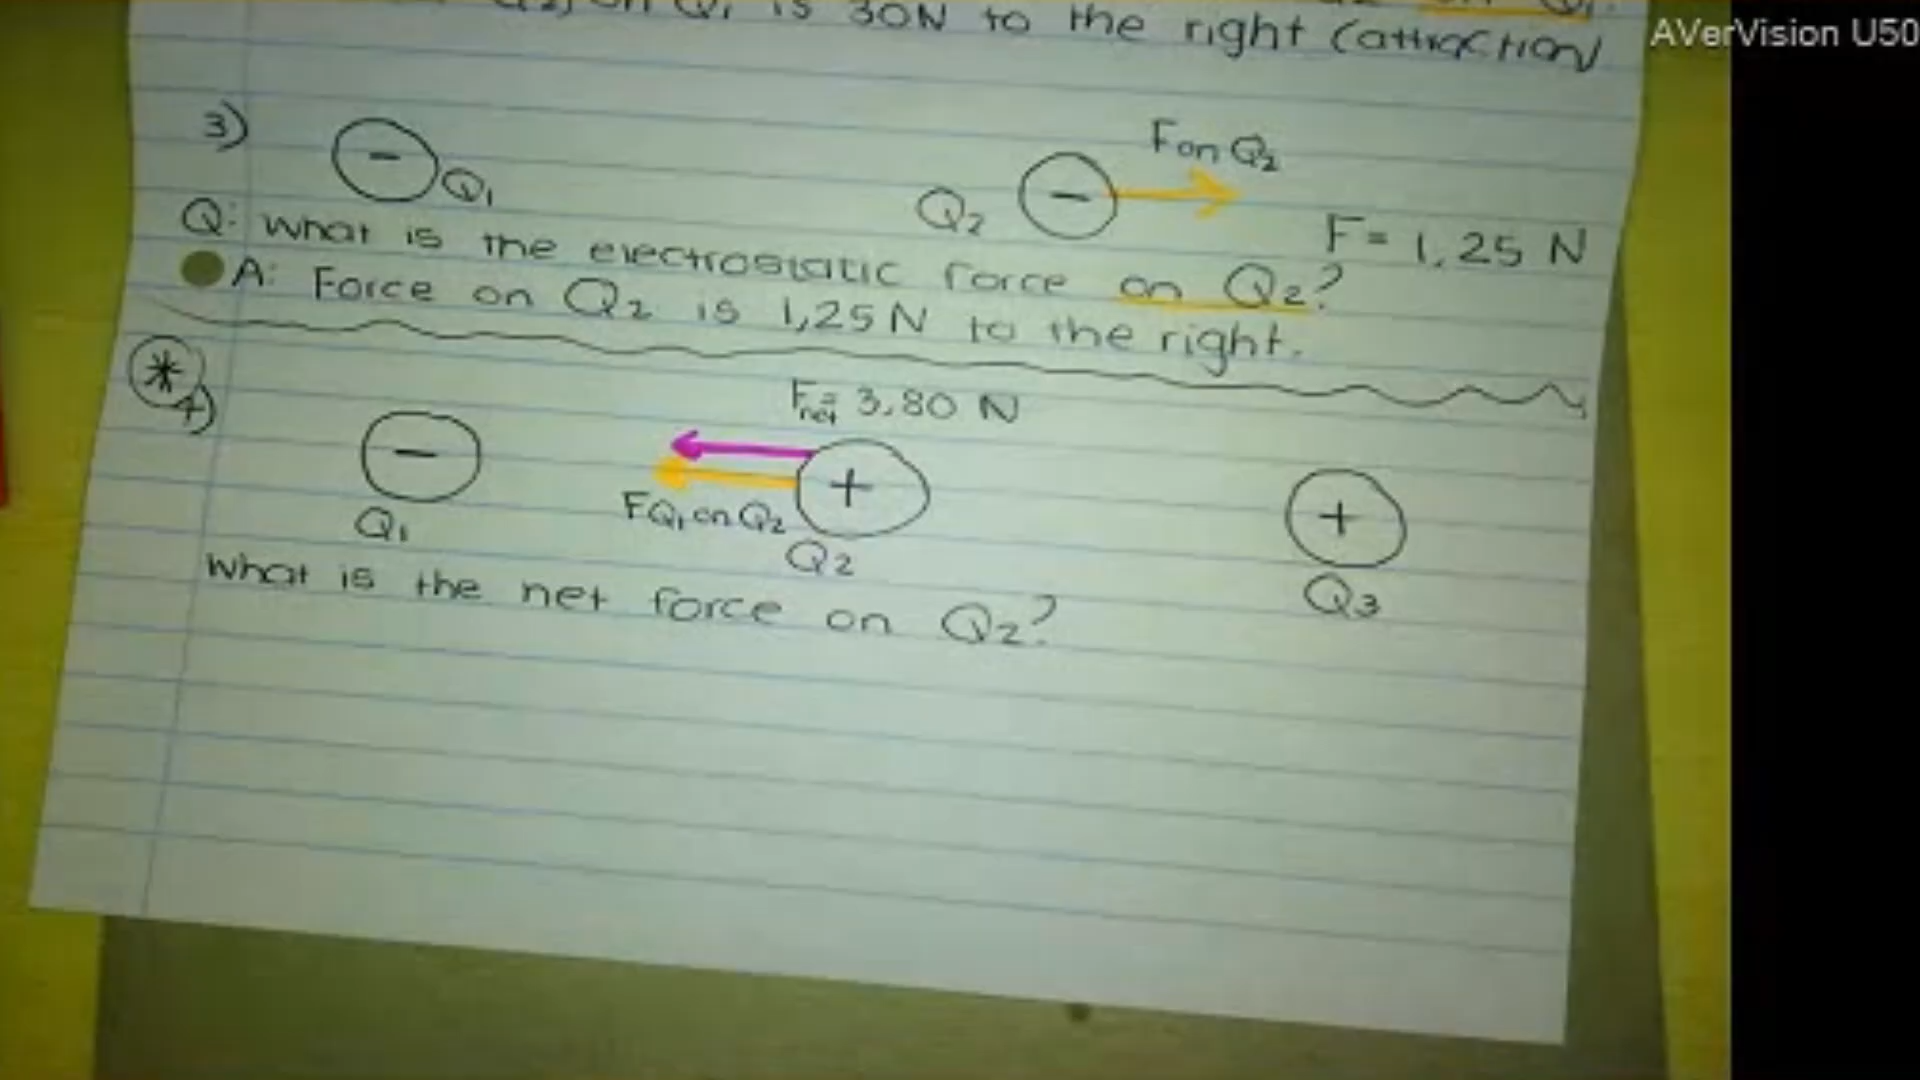 on Q1 is 30N to the right (attraction
AVerVision U50
3)
Q1
Q2
F on Q2
F = 1,25 N
Q: What is the electrostatic force on Q2?
A: Force on Q2 is 1,25N to the right.
*
4)
Fnet = 3,80 N
- + +
FQ1 on Q2
Q1 Q2 Q3
What is the net force on Q2?